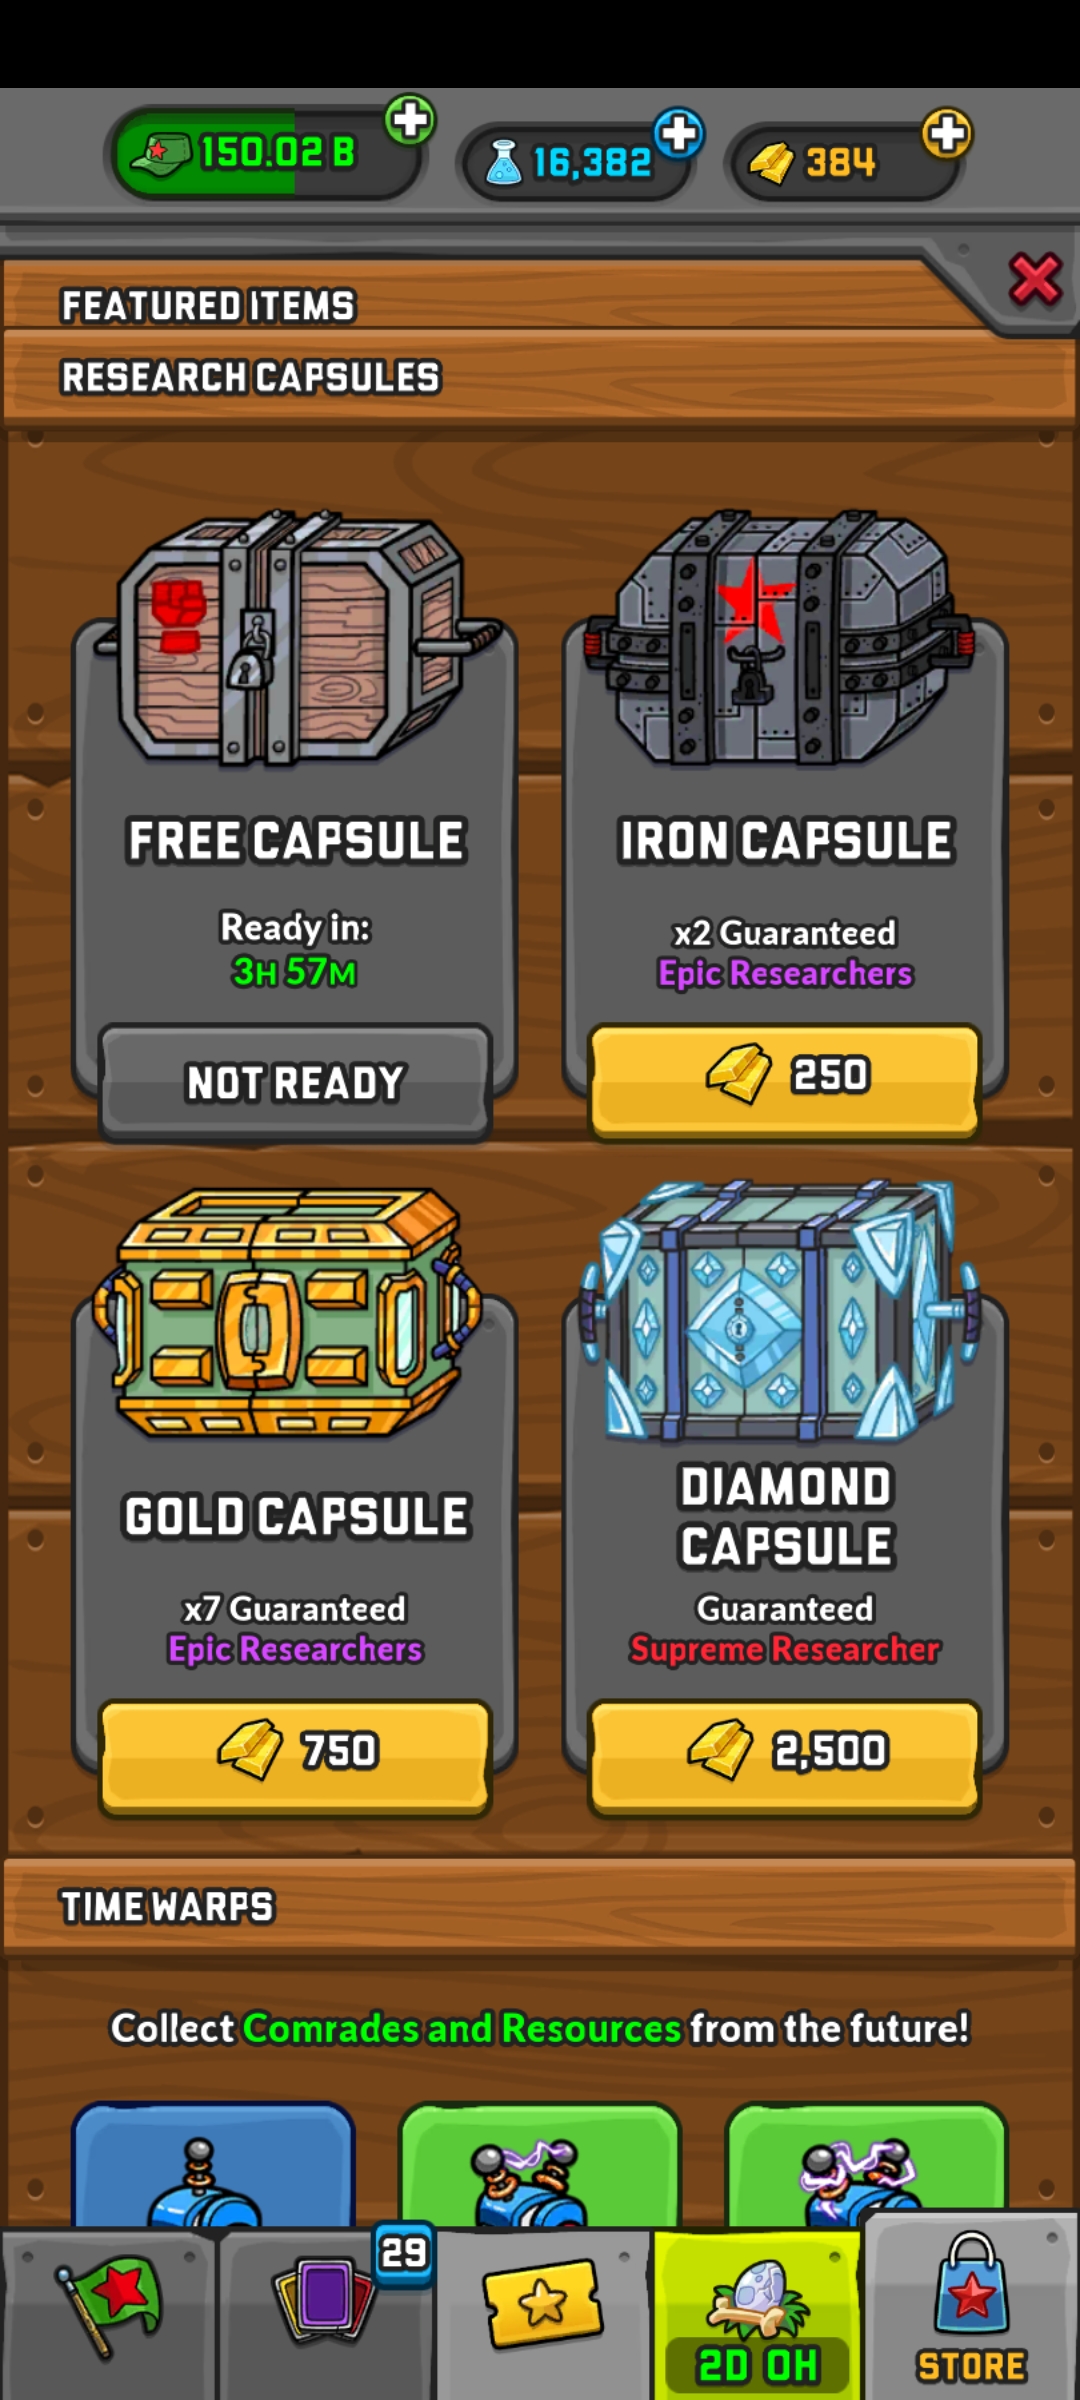 150.02 B
16,382
384
FEATURED ITEMS
RESEARCH CAPSULES
FREE CAPSULE
Ready in:
3H 57M
NOT READY
IRON CAPSULE
x2 Guaranteed
Epic Researchers
250
GOLD CAPSULE
x7 Guaranteed
Epic Researchers
750
DIAMOND
CAPSULE
Guaranteed
Supreme Researcher
2,500
TIME WARPS
Collect Comrades and Resources from the future!
29
2D 0H
STORE